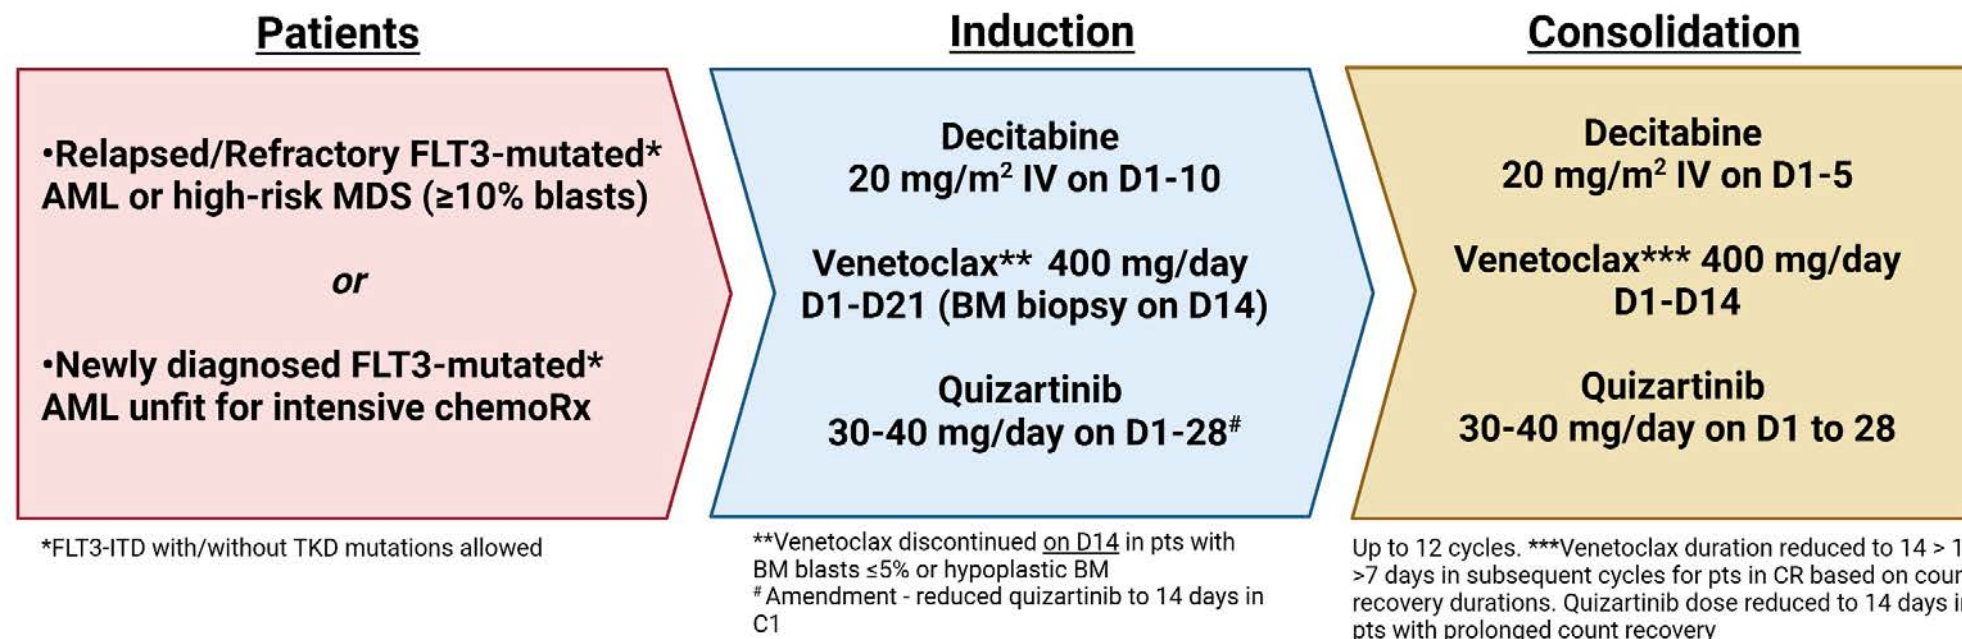 Patients
•Relapsed/Refractory FLT3-mutated*
AML or high-risk MDS (≥10% blasts)
or
•Newly diagnosed FLT3-mutated*
AML unfit for intensive chemoRx
*FLT3-ITD with/without TKD mutations allowed
Induction
Decitabine
20 mg/m² IV on D1-10
Venetoclax** 400 mg/day
D1-D21 (BM biopsy on D14)
Quizartinib
30-40 mg/day on D1-28#
**Venetoclax discontinued on D14 in pts with
BM blasts ≤5% or hypoplastic BM
#Amendment - reduced quizartinib to 14 days in
C1
Consolidation
Decitabine
20 mg/m² IV on D1-5
Venetoclax*** 400 mg/day
D1-D14
Quizartinib
30-40 mg/day on D1 to 28
Up to 12 cycles. ***Venetoclax duration reduced to 14 > 
>7 days in subsequent cycles for pts in CR based on
recovery durations. Quizartinib dose reduced to 14 days
pts with prolonged count recovery